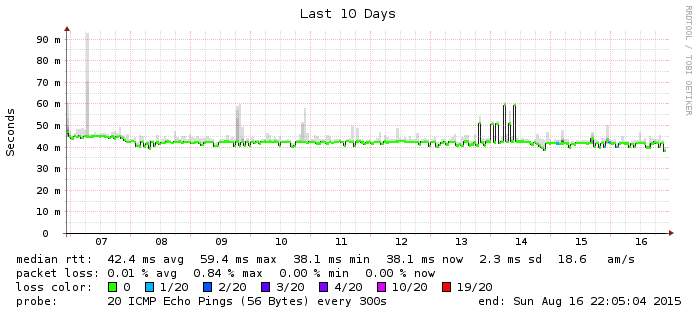 Last 10 Days
RRDTOOL / TOBI OETIKER
Seconds
90 m
80 m
70 m
60 m
50 m
40 m
30 m
20 m
10 m
0
07 08 09 10 11 12 13 14 15 16
median rtt: 42.4 ms avg 59.4 ms max 38.1 ms min 38.1 ms now 2.3 ms sd 18.6 am/s
packet loss: 0.01 % avg 0.84 % max 0.00 % min 0.00 % now
loss color: 0 1/20 2/20 3/20 4/20 10/20 19/20
probe: 20 ICMP Echo Pings (56 Bytes) every 300s end: Sun Aug 16 22:05:04 2015